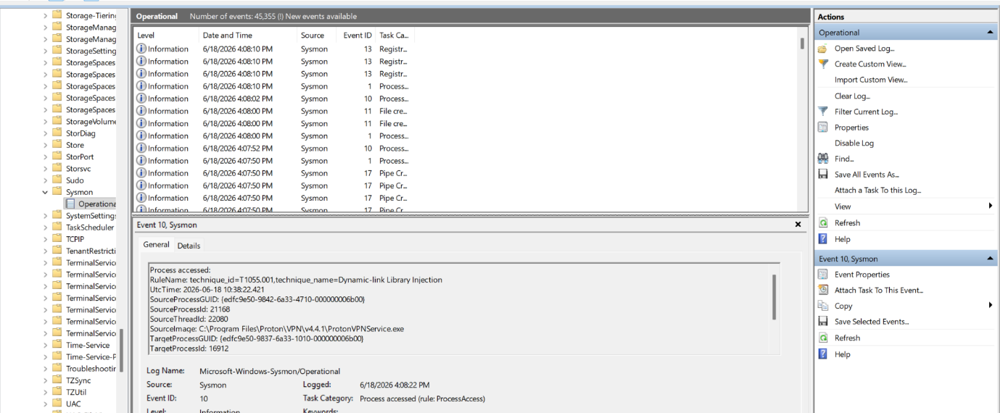 Storage-Tiering
StorageManag
StorageManag
StorageSetting
StorageSpaces
StorageSpaces
StorageSpaces
StorageSpaces
StorageSpaces
StorageVolume
StorDiag
Store
StorPort
Storsvc
Sudo
Sysmon
Operationa
SystemSettings
TaskScheduler
TCPIP
TenantRestricti
TerminalService
TerminalService
TerminalService
TerminalService
TerminalService
TerminalService
TerminalService
Time-Service
Time-Service-P
Troubleshootin
TZSync
TZUtil
UAC
Operational Number of events: 45,355 (!) New events available
Level Date and Time Source Event ID Task Ca...
Information 6/18/2026 4:08:10 PM Sysmon 13 Registr...
Information 6/18/2026 4:08:10 PM Sysmon 13 Registr...
Information 6/18/2026 4:08:10 PM Sysmon 13 Registr...
Information 6/18/2026 4:08:10 PM Sysmon 1 Process...
Information 6/18/2026 4:08:02 PM Sysmon 10 Process...
Information 6/18/2026 4:08:00 PM Sysmon 11 File cre...
Information 6/18/2026 4:08:00 PM Sysmon 11 File cre...
Information 6/18/2026 4:08:00 PM Sysmon 1 Process...
Information 6/18/2026 4:07:52 PM Sysmon 10 Process...
Information 6/18/2026 4:07:50 PM Sysmon 1 Process...
Information 6/18/2026 4:07:50 PM Sysmon 17 Pipe Cr...
Information 6/18/2026 4:07:50 PM Sysmon 17 Pipe Cr...
Information 6/18/2026 4:07:50 PM Sysmon 17 Pipe Cr...
Information 6/18/2026 4:07:50 PM Sysmon 17 Pipe Cr
Event 10, Sysmon
General Details
Process accessed:
RuleName: technique_id=T1055.001,technique_name=Dynamic-link Library Injection
UtcTime: 2026-06-18 10:38:22.421
SourceProcessGUID: {edfc9e50-9842-6a33-4710-000000006b00}
SourceProcessId: 21168
SourceThreadId: 22080
SourceImage: C:\Program Files\Proton\VPN\v4.4.1\ProtonVPNService.exe
TargetProcessGUID: {edfc9e50-9837-6a33-1010-000000006b00}
TargetProcessId: 16912
Log Name: Microsoft-Windows-Sysmon/Operational
Source: Sysmon Logged: 6/18/2026 4:08:22 PM
Event ID: 10 Task Category: Process accessed (rule: ProcessAccess)
Level: Information Keywords:
Actions
Operational
Open Saved Log...
Create Custom View...
Import Custom View...
Clear Log...
Filter Current Log...
Properties
Disable Log
Find...
Save All Events As...
Attach a Task To this Log...
View
Refresh
Help
Event 10, Sysmon
Event Properties
Attach Task To This Event...
Copy
Save Selected Events...
Refresh
Help